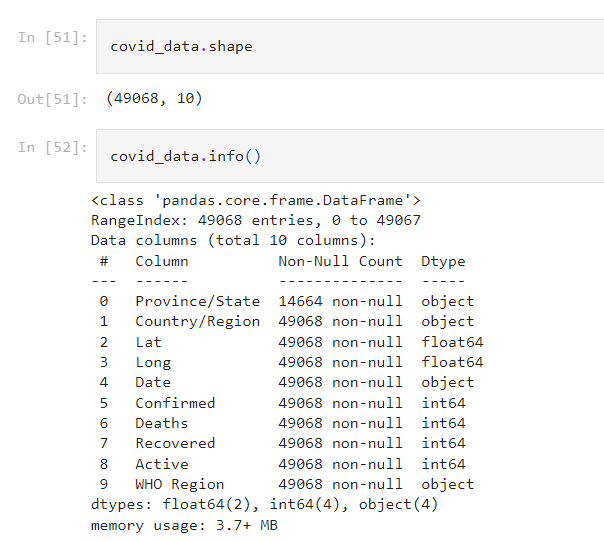 In [51]: covid_data.shape
Out[51]: (49068, 10)
In [52]: covid_data.info()
<class 'pandas.core.frame.DataFrame'>
RangeIndex: 49068 entries, 0 to 49067
Data columns (total 10 columns):
 #   Column          Non-Null Count  Dtype
---  ------          --------------  -----
 0   Province/State  14664 non-null  object
 1   Country/Region  49068 non-null  object
 2   Lat             49068 non-null  float64
 3   Long            49068 non-null  float64
 4   Date            49068 non-null  object
 5   Confirmed       49068 non-null  int64
 6   Deaths          49068 non-null  int64
 7   Recovered       49068 non-null  int64
 8   Active          49068 non-null  int64
 9   WHO Region      49068 non-null  object
dtypes: float64(2), int64(4), object(4)
memory usage: 3.7+ MB